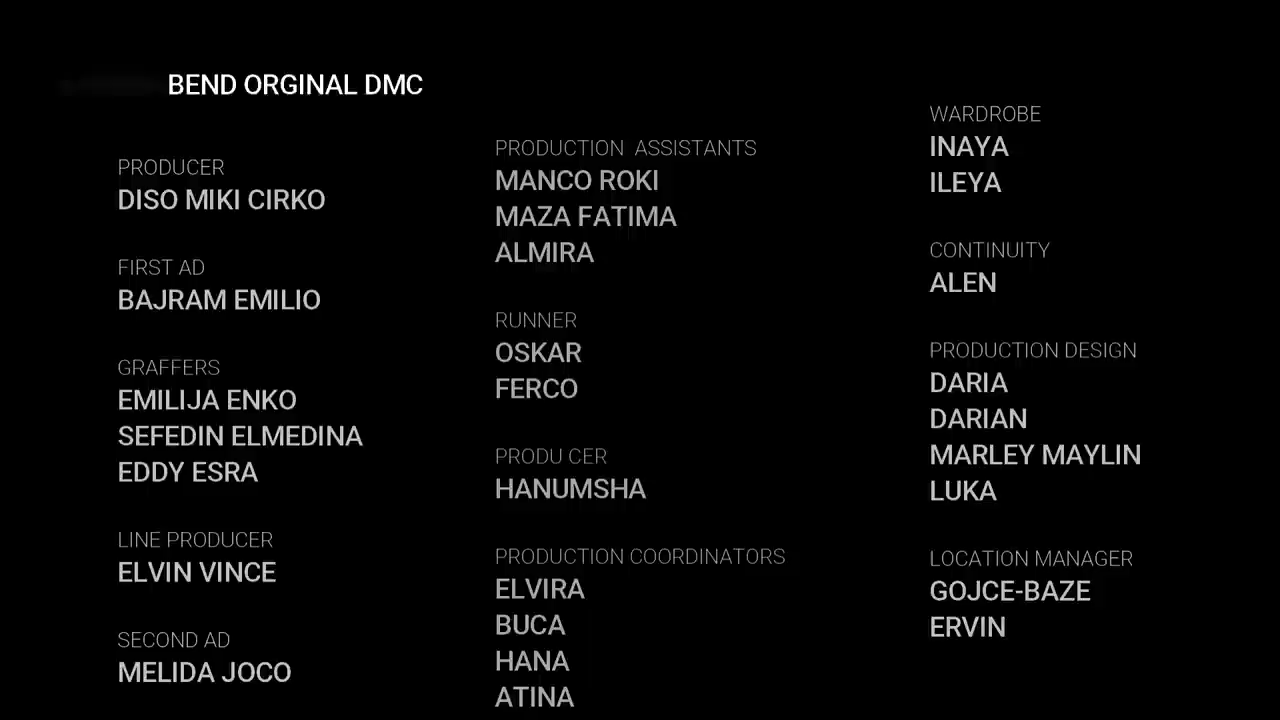 BEND ORGINAL DMC
PRODUCER
DISO MIKI CIRKO
FIRST AD
BAJRAM EMILIO
GRAFFERS
EMILIJA ENKO
SEFEDIN ELMEDINA
EDDY ESRA
LINE PRODUCER
ELVIN VINCE
SECOND AD
MELIDA JOCO
PRODUCTION ASSISTANTS
MANCO ROKI
MAZA FATIMA
ALMIRA
RUNNER
OSKAR
FERCO
PRODU CER
HANUMSHA
PRODUCTION COORDINATORS
ELVIRA
BUCA
HANA
ATINA
WARDROBE
INAYA
ILEYA
CONTINUITY
ALEN
PRODUCTION DESIGN
DARIA
DARIAN
MARLEY MAYLIN
LUKA
LOCATION MANAGER
GOJCE-BAZE
ERVIN